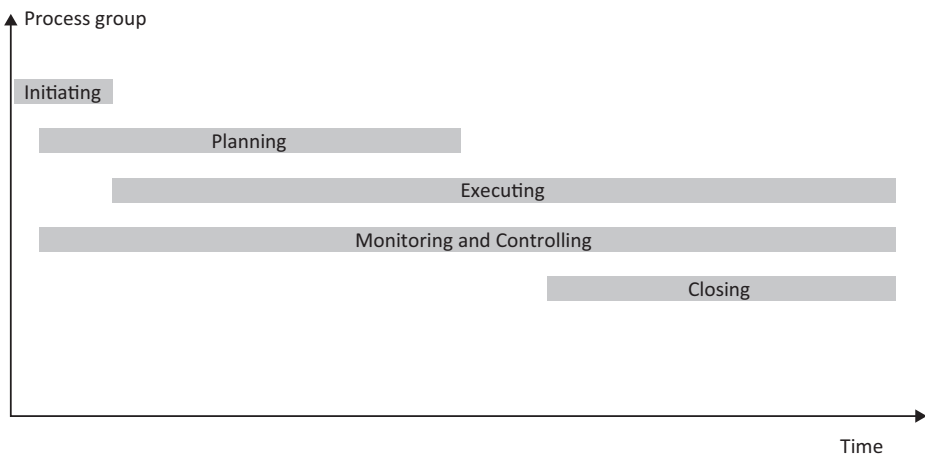 Process group
Initiating
Planning
Executing
Monitoring and Controlling
Closing
Time